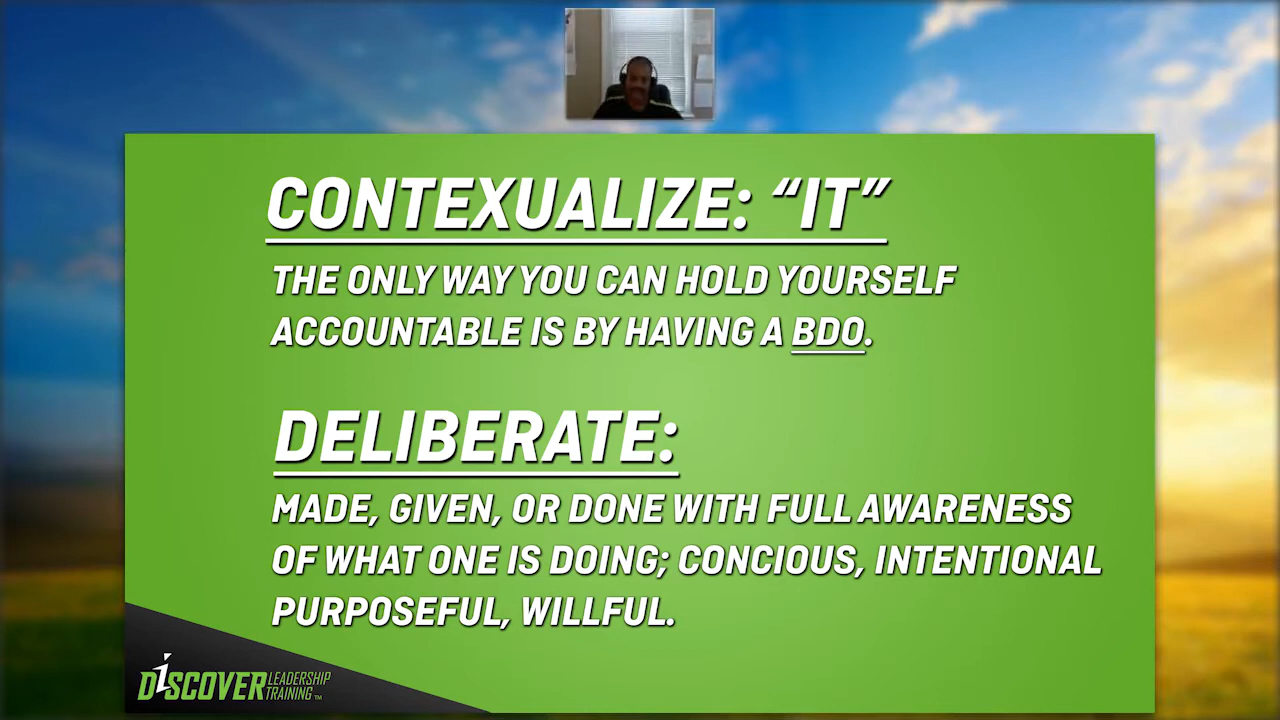 CONTEXUALIZE: “IT”
THE ONLY WAY YOU CAN HOLD YOURSELF
ACCOUNTABLE IS BY HAVING A BDO.
DELIBERATE:
MADE, GIVEN, OR DONE WITH FULL AWARENESS
OF WHAT ONE IS DOING; CONCIOUS, INTENTIONAL
PURPOSEFUL, WILLFUL.
DiSCOVER LEADERSHIP
TRAINING™